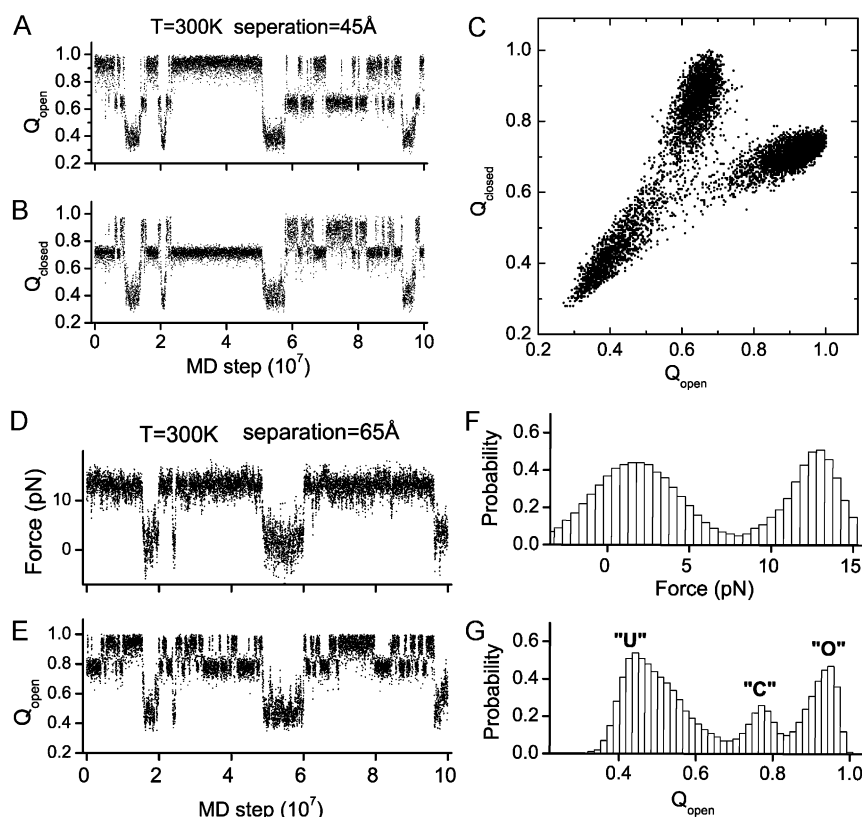 A
T=300K seperation=45Å
1.0
0.8
0.6
0.4
0.2
Qopen
B
1.0
0.8
0.6
0.4
0.2
Qclosed
0 2 4 6 8 10
MD step (10^7)
C
1.0
0.8
0.6
0.4
0.2
Qclosed
0.2 0.4 0.6 0.8 1.0
Qopen
D
T=300K separation=65Å
10
0
Force (pN)
E
1.0
0.8
0.6
0.4
0.2
Qopen
0 2 4 6 8 10
MD step (10^7)
F
0.6
0.4
0.2
0.0
Probability
0 5 10 15
Force (pN)
G
"U" "C" "O"
0.6
0.4
0.2
0.0
Probability
0.4 0.6 0.8 1.0
Qopen